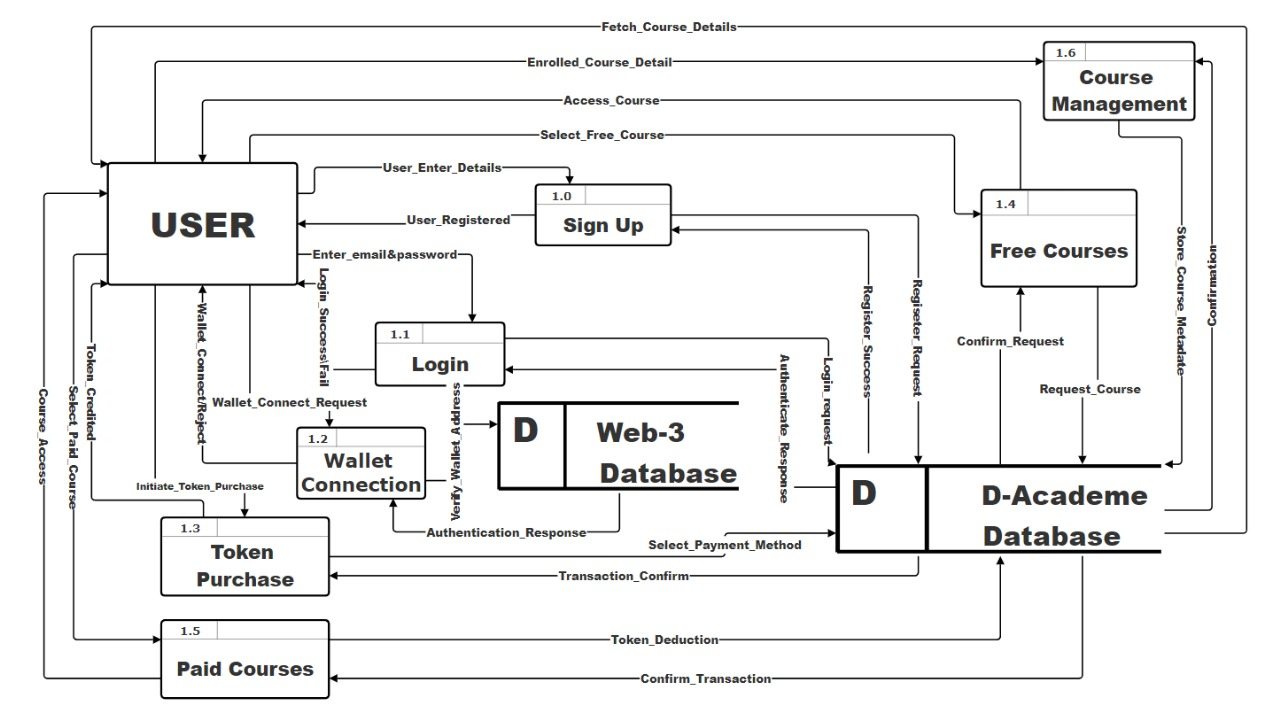 Fetch_Course_Details
Enrolled_Course_Detail
1.6
Course
Management
Access_Course
Select_Free_Course
User_Enter_Details
USER
1.0
Sign Up
User_Registered
1.4
Free Courses
Enter_email&password
Login_Success\Fail
Wallet_Connect/Reject
Store_Course_Metadate
Confirmation
Register_Success
Regiseter_Request
1.1
Login
Confirm_Request
Request_Course
Token_Credited
Select_Paid_Course
Course_Access
Wallet_Connect_Request
Verify_Wallet_Address
Authenticate_Response
Login_request
1.2
Wallet
Connection
D
Web-3
Database
Initiate_Token_Purchase
D
D-Academe
Database
1.3
Token
Purchase
Authentication_Response
Select_Payment_Method
Transaction_Confirm
1.5
Paid Courses
Token_Deduction
Confirm_Transaction